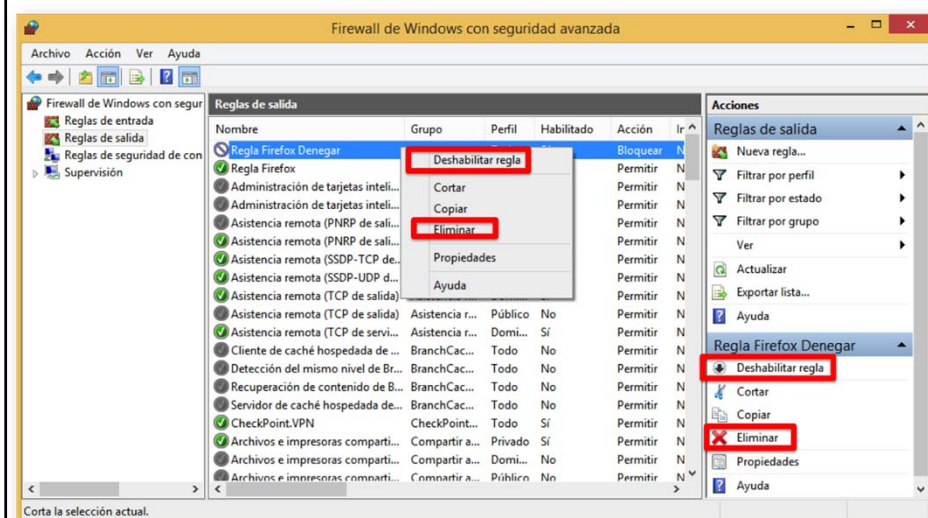 Firewall de Windows con seguridad avanzada
Archivo Acción Ver Ayuda
Firewall de Windows con segur
Reglas de entrada
Reglas de salida
Reglas de seguridad de con
Supervisión
Reglas de salida
Nombre Grupo Perfil Habilitado Acción Ir
Regla Firefox Denegar Bloquear N
Regla Firefox Permitir N
Administración de tarjetas inteli... Permitir N
Administración de tarjetas inteli... Permitir N
Asistencia remota (PNRP de sali... Permitir N
Asistencia remota (PNRP de sali... Permitir N
Asistencia remota (SSDP-TCP de... Permitir N
Asistencia remota (SSDP-UDP d... Permitir N
Asistencia remota (TCP de salida) Permitir N
Asistencia remota (TCP de salida) Asistencia r... Público No Permitir N
Asistencia remota (TCP de servi... Asistencia r... Domi... Sí Permitir N
Cliente de caché hospedada de ... BranchCac... Todo No Permitir N
Detección del mismo nivel de Br... BranchCac... Todo No Permitir N
Recuperación de contenido de B... BranchCac... Todo No Permitir N
Servidor de caché hospedada de... BranchCac... Todo No Permitir N
CheckPoint.VPN CheckPoint... Todo Sí Permitir N
Archivos e impresoras comparti... Compartir a... Privado Sí Permitir N
Archivos e impresoras comparti... Compartir a... Domi... No Permitir N
Archivos e impresoras comparti... Compartir a... Público No Permitir N
Deshabilitar regla
Cortar
Copiar
Eliminar
Propiedades
Ayuda
Acciones
Reglas de salida
Nueva regla...
Filtrar por perfil
Filtrar por estado
Filtrar por grupo
Ver
Actualizar
Exportar lista...
Ayuda
Regla Firefox Denegar
Deshabilitar regla
Cortar
Copiar
Eliminar
Propiedades
Ayuda
Corta la selección actual.